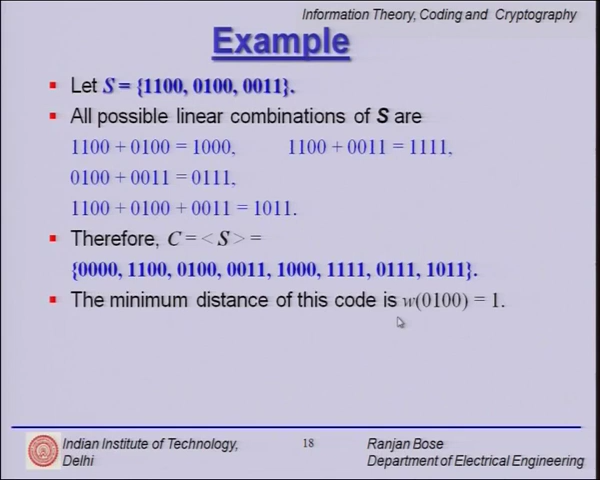 Information Theory, Coding and Cryptography
Example
Let S = {1100, 0100, 0011}.
All possible linear combinations of S are
1100 + 0100 = 1000, 1100 + 0011 = 1111,
0100 + 0011 = 0111,
1100 + 0100 + 0011 = 1011.
Therefore, C = < S > =
{0000, 1100, 0100, 0011, 1000, 1111, 0111, 1011}.
The minimum distance of this code is w(0100) = 1.
Indian Institute of Technology,
Delhi
18
Ranjan Bose
Department of Electrical Engineering